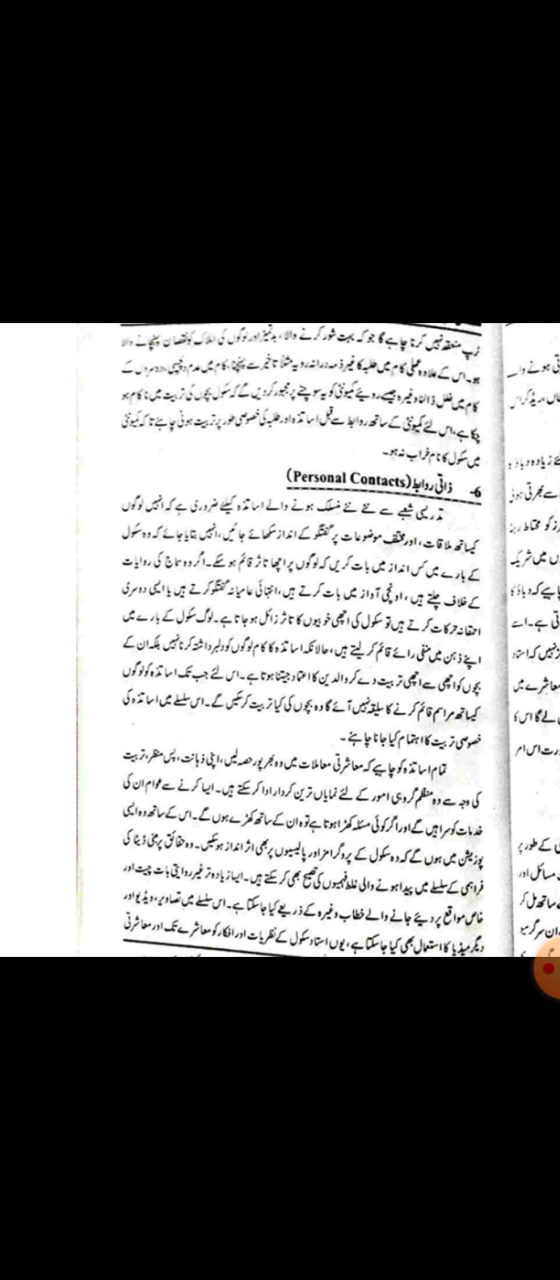 ٹرپ منعقد نہیں کرنا چاہے گا جو کہ بہت شور کرنے والا، بدتمیز اور لوگوں کی املاک کو نقصان پہنچانے والا
ہو۔ اس کے علاوہ عملی کام میں طلبہ کا غیر ذمہ دارانہ رویہ مثلاً تاخیر سے پہنچنا، کام میں عدم دلچسپی، دوسروں کے
کام میں خلل ڈالنا وغیرہ جیسے رویئے کمیونٹی کو یہ سوچنے پر مجبور کردیں گے کہ سکول بچوں کی تربیت میں ناکام ہو
چکا ہے، اس لئے کمیونٹی کے ساتھ روابط سے قبل اساتذہ اور طلبہ کی خصوصی طور پر تربیت ہونی چاہئے تاکہ کمیونٹی
میں سکول کا نام خراب نہ ہو۔
6- ذاتی روابط (Personal Contacts)
تدریسی شعبے سے نئے نئے منسلک ہونے والے اساتذہ کیلئے ضروری ہے کہ انہیں لوگوں
کیساتھ ملاقات، اور مختلف موضوعات پر گفتگو کے انداز سکھائے جائیں، انہیں بتایا جائے کہ وہ سکول
کے بارے میں کس انداز میں بات کریں کہ لوگوں پر اچھا تاثر قائم ہو سکے۔ اگر وہ سماج کی روایات
کے خلاف چلتے ہیں، اونچی آواز میں بات کرتے ہیں، انتہائی عامیانہ گفتگو کرتے ہیں یا ایسی دوسری
احمقانہ حرکات کرتے ہیں تو سکول کی اچھی خوبیوں کا تاثر زائل ہو جاتا ہے۔ لوگ سکول کے بارے میں
اپنے ذہن میں منفی رائے قائم کر لیتے ہیں، حالانکہ اساتذہ کا کام لوگوں کو دلبرداشتہ کرنا نہیں بلکہ ان کے
بچوں کو اچھی سے اچھی تربیت دے کر والدین کا اعتماد جیتنا ہوتا ہے۔ اس لئے جب تک اساتذہ کو لوگوں
کیساتھ مراسم قائم کرنے کا سلیقہ نہیں آئے گا وہ بچوں کی کیا تربیت کر سکیں گے۔ اس سلسلے میں اساتذہ کی
خصوصی تربیت کا اہتمام کیا جانا چاہئے۔
تمام اساتذہ کو چاہیے کہ معاشرتی معاملات میں وہ بھرپور حصہ لیں، اپنی ذہانت، پس منظر، تربیت
کی وجہ سے وہ منظم گروہی امور کے لئے نمایاں ترین کردار ادا کر سکتے ہیں۔ ایسا کرنے سے عوام ان کی
خدمات کو سراہیں گے اور اگر کوئی مسئلہ کھڑا ہوتا ہے تو ان کے ساتھ کھڑے ہوں گے۔ اس کے ساتھ وہ ایسی
پوزیشن میں ہوں گے کہ وہ سکول کے پروگرامز اور پالیسیوں پر بھی اثر انداز ہو سکیں۔ وہ حقائق پر مبنی ڈیٹا کی
فراہمی کے سلسلے میں پیدا ہونے والی غلط فہمیوں کی تصحیح بھی کر سکتے ہیں۔ ایسا زیادہ تر غیر روایتی بات چیت اور
خاص مواقع پر دیئے جانے والے خطاب وغیرہ کے ذریعے کیا جا سکتا ہے۔ اس سلسلے میں تصاویر، ویڈیو اور
دیگر میڈیا کا استعمال بھی کیا جا سکتا ہے، یوں استاد سکول کے نظریات اور افکار کو معاشرے تک اور معاشرتی